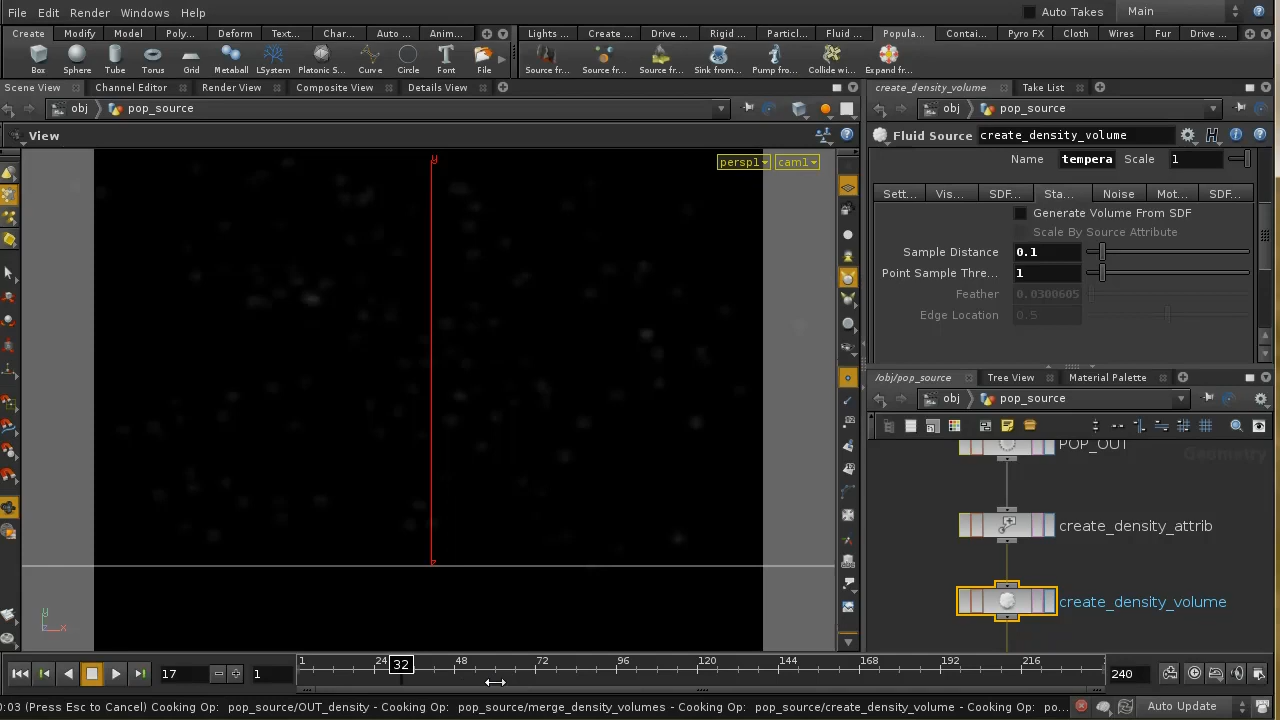 File Edit Render Windows Help
Auto Takes Main
Create Modify Model Poly... Deform Text... Char... Auto ... Anim...
Lights ... Create ... Drive ... Rigid ... Particl... Fluid ... Popula... Contai... Pyro FX Cloth Wires Fur Drive ...
Box Sphere Tube Torus Grid Metaball LSystem Platonic S... Curve Circle Font File
Source fr... Source fr... Source fr... Sink from... Pump fro... Collide wi... Expand fr...
Scene View Channel Editor Render View Composite View Details View
create_density_volume Take List
obj pop_source
obj pop_source
View
Fluid Source create_density_volume
persp1 cam1
y
Name tempera Scale 1
Sett... Vis... SDF... Sta... Noise Mot... SDF...
Generate Volume From SDF
Scale By Source Attribute
Sample Distance 0.1
Point Sample Thre... 1
Feather 0.0300605
Edge Location 0.5
/obj/pop_source Tree View Material Palette
obj pop_source
POP_OUT
Geometry
create_density_attrib
create_density_volume
y
x
17 1
1 24 32 48 72 96 120 144 168 192 216
240
0:03 (Press Esc to Cancel) Cooking Op: pop_source/OUT_density - Cooking Op: pop_source/merge_density_volumes - Cooking Op: pop_source/create_density_volume - Cooking Op: po...
Auto Update